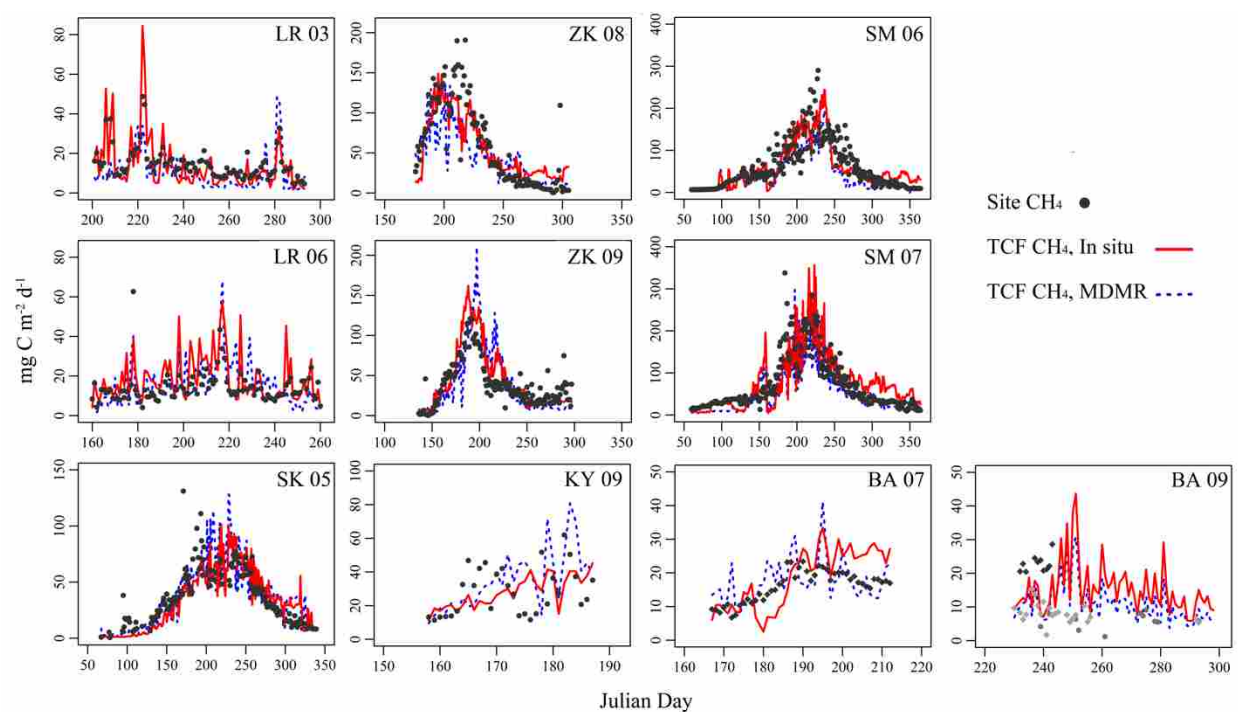 LR 03
0 20 40 60 80
200 220 240 260 280 300
ZK 08
0 50 100 150 200
100 150 200 250 300
SM 06
0 100 200 300 400
50 100 150 200 250 300 350
Site CH₄
TCF CH₄, In situ
TCF CH₄, MDMR
mg C m⁻² d⁻¹
LR 06
0 20 40 60 80
160 180 200 220 240 260
ZK 09
0 50 100 150 200
100 150 200 250 300
SM 07
0 100 200 300 400
50 100 150 200 250 300 350
SK 05
0 50 100 150
50 100 150 200 250 300 350
KY 09
0 20 40 60 80 100
150 160 170 180 190
BA 07
0 10 20 30 40 50
160 170 180 190 200 210 220
BA 09
0 10 20 30 40 50
220 240 260 280 300
Julian Day